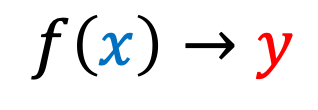 f(x) → y